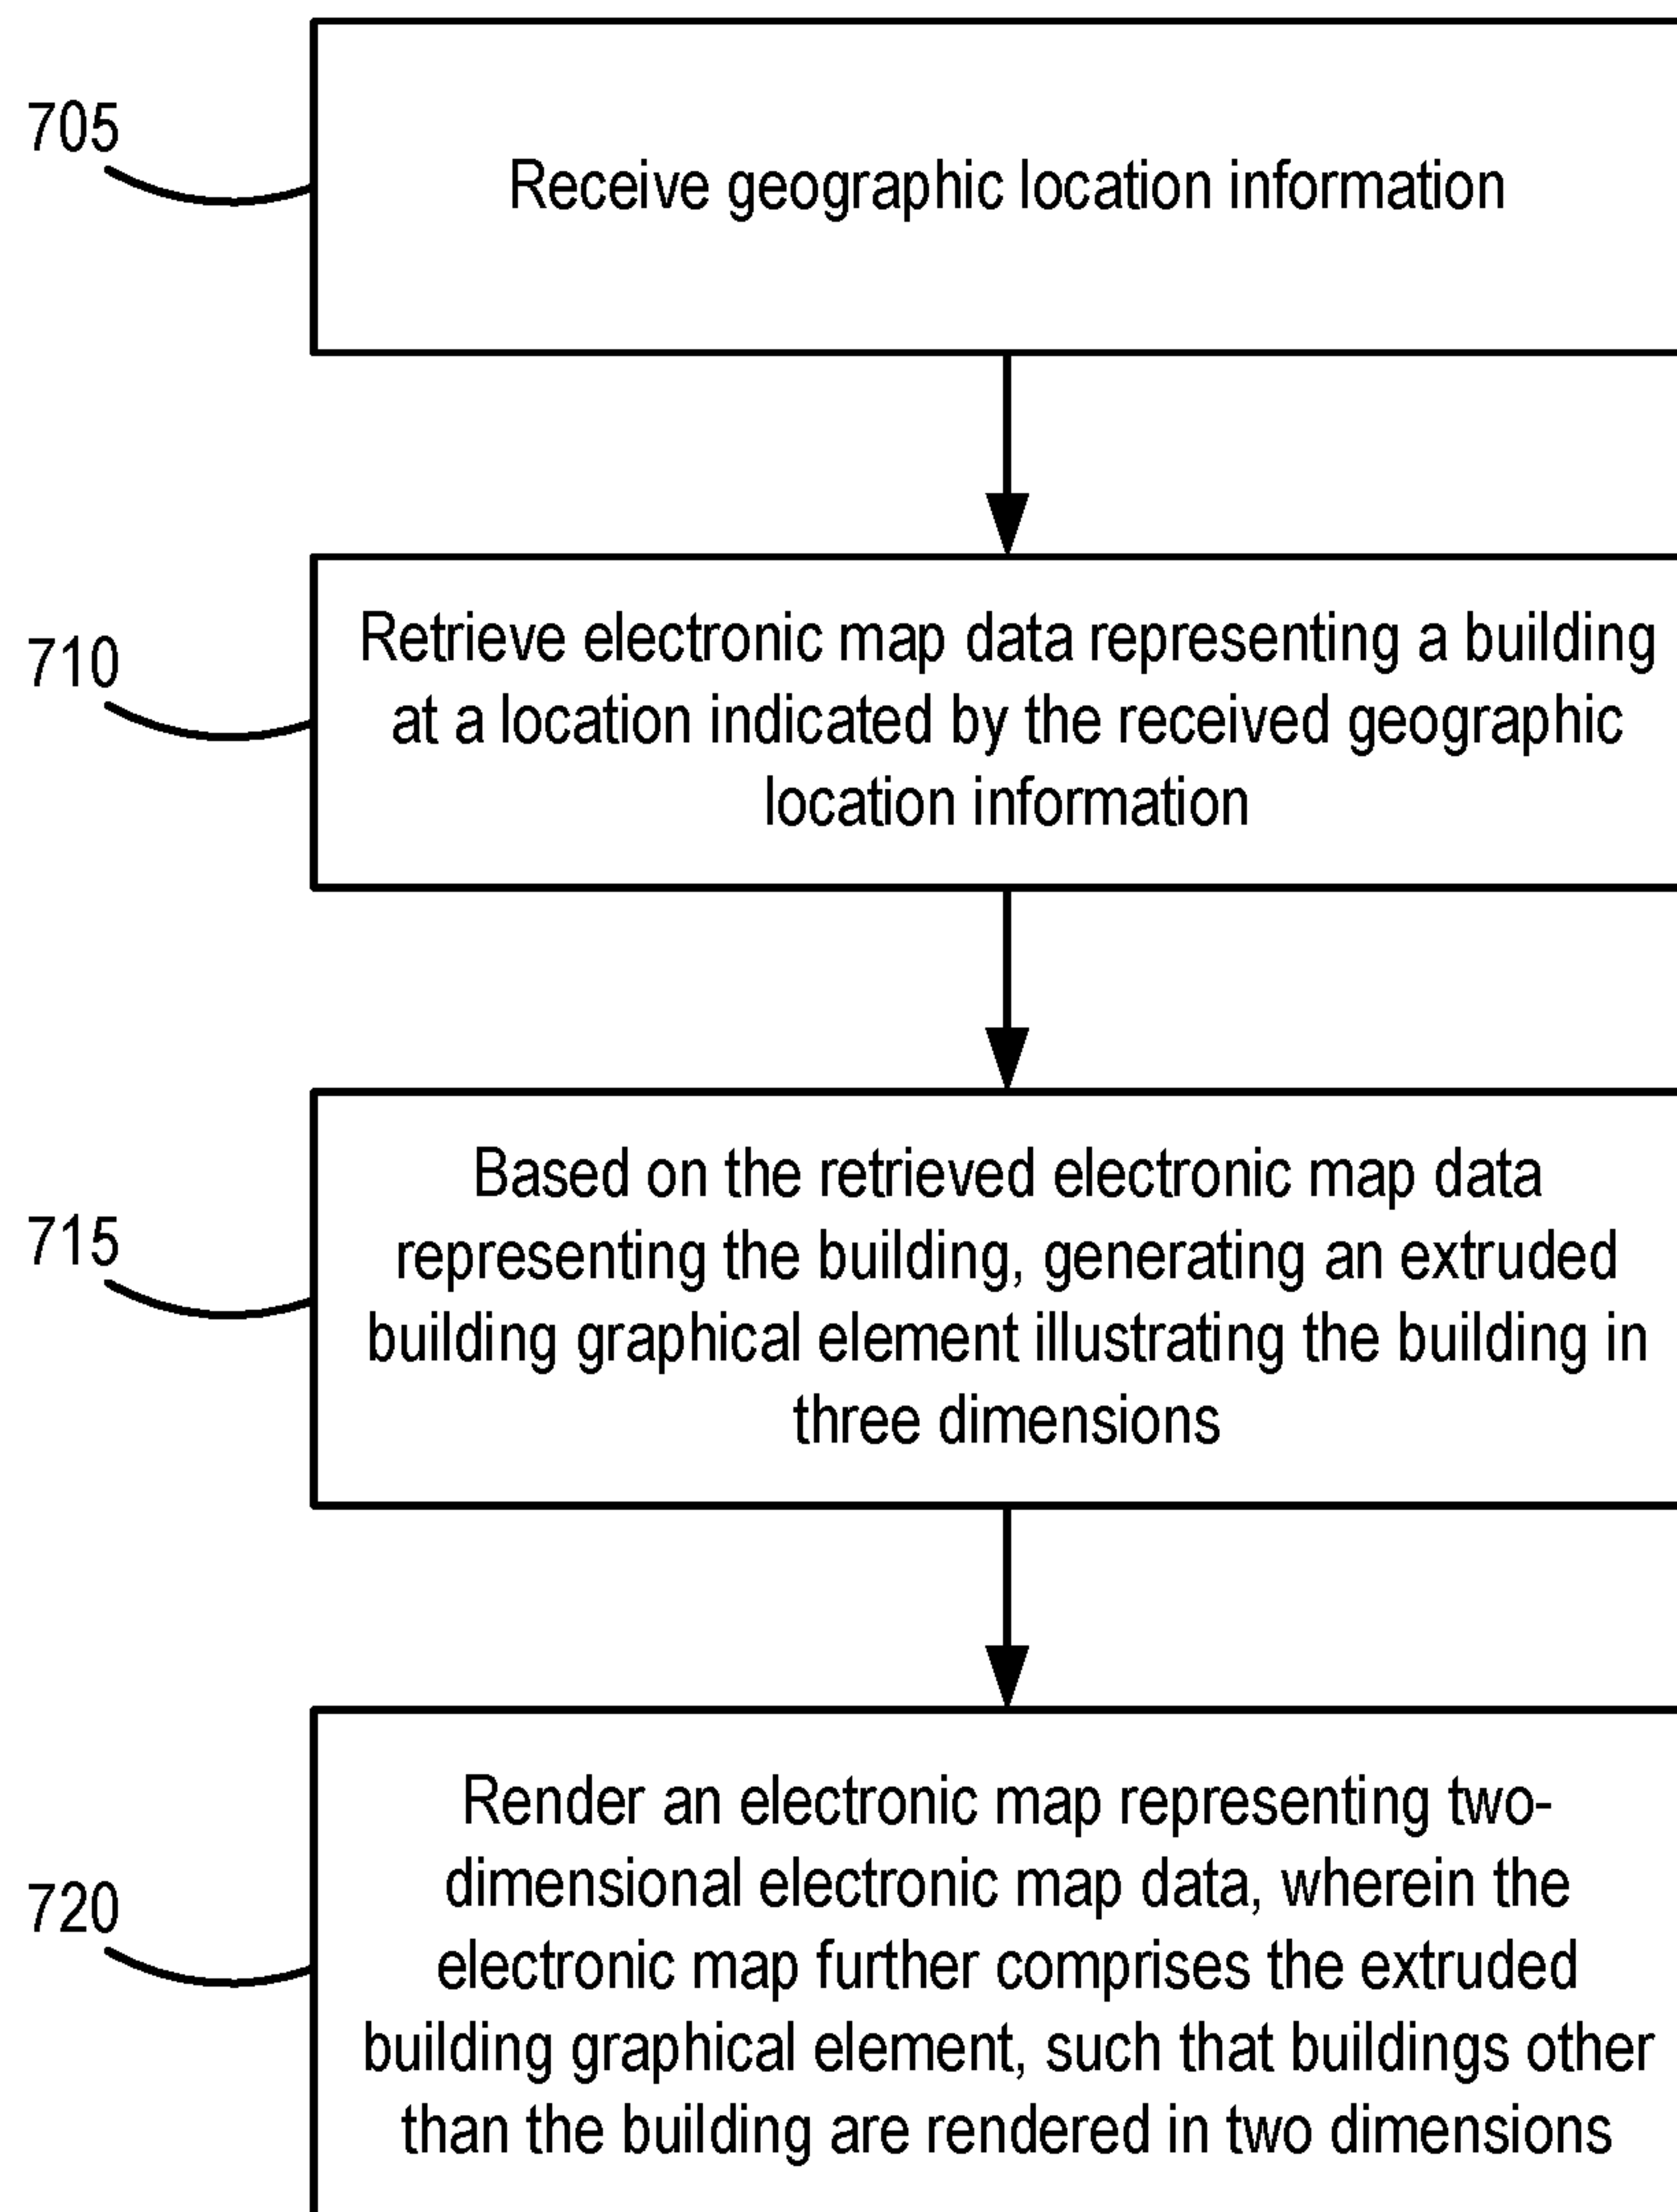 705
Receive geographic location information
710
Retrieve electronic map data representing a building
at a location indicated by the received geographic
location information
715
Based on the retrieved electronic map data
representing the building, generating an extruded
building graphical element illustrating the building in
three dimensions
720
Render an electronic map representing two-
dimensional electronic map data, wherein the
electronic map further comprises the extruded
building graphical element, such that buildings other
than the building are rendered in two dimensions